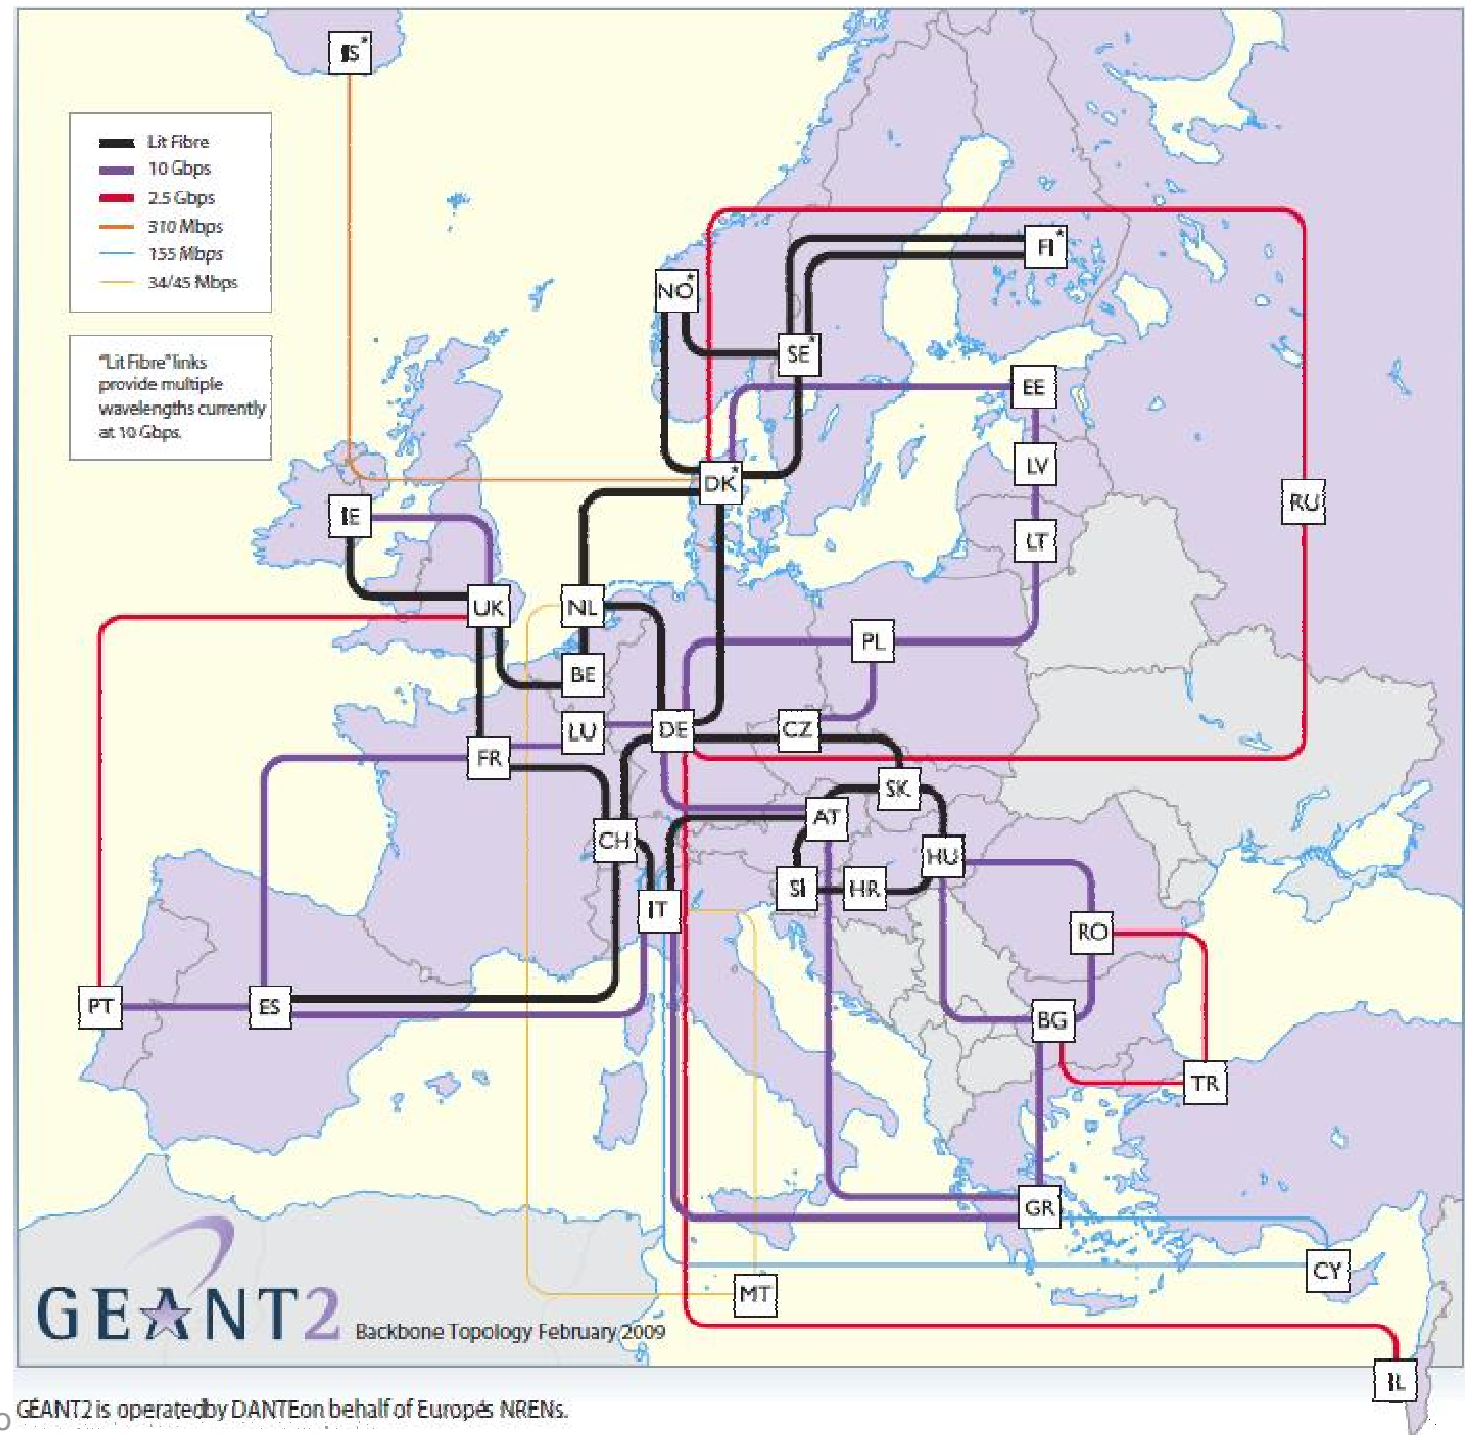 IS*
Lit Fibre
10 Gbps
2.5 Gbps
310 Mbps
155 Mbps
34/45 Mbps
"Lit Fibre" links
provide multiple
wavelengths currently
at 10 Gbps.
FI*
NO*
SE*
EE
LV
DK*
RU
IE
LT
UK
NL
PL
BE
LU
DE
CZ
FR
SK
AT
CH
HU
SI
HR
IT
RO
PT
ES
BG
TR
GR
CY
MT
GEANT2
Backbone Topology February 2009
IL
GÉANT2 is operated by DANTE on behalf of Europe's NRENs.